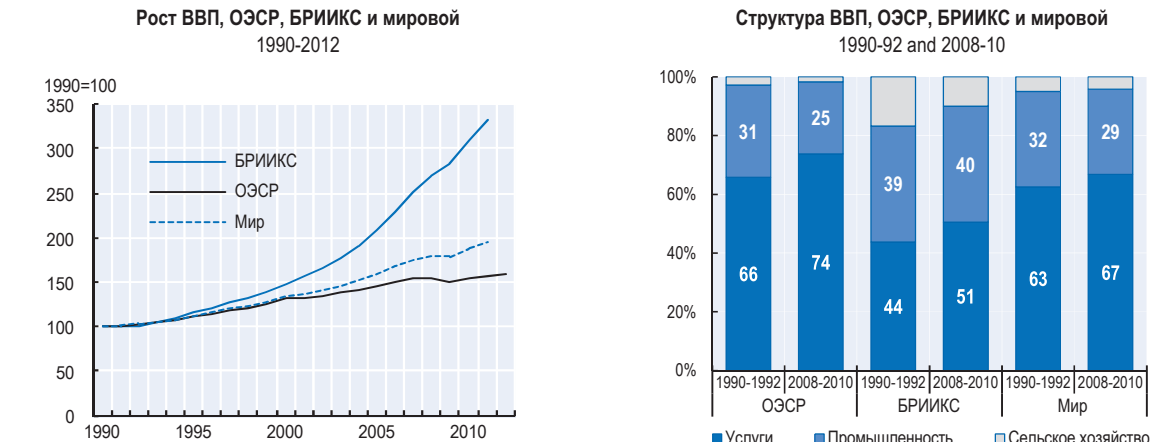 Рост ВВП, ОЭСР, БРИИКС и мировой
1990-2012
1990=100
350
300
250
200
150
100
50
0
БРИИКС
ОЭСР
Мир
1990 1995 2000 2005 2010
Структура ВВП, ОЭСР, БРИИКС и мировой
1990-92 and 2008-10
100%
80%
60%
40%
20%
0%
31 25 39 40 32 29
66 74 44 51 63 67
1990-1992 2008-2010 1990-1992 2008-2010 1990-1992 2008-2010
ОЭСР БРИИКС Мир
Услуги Промышленность Сельское хозяйство